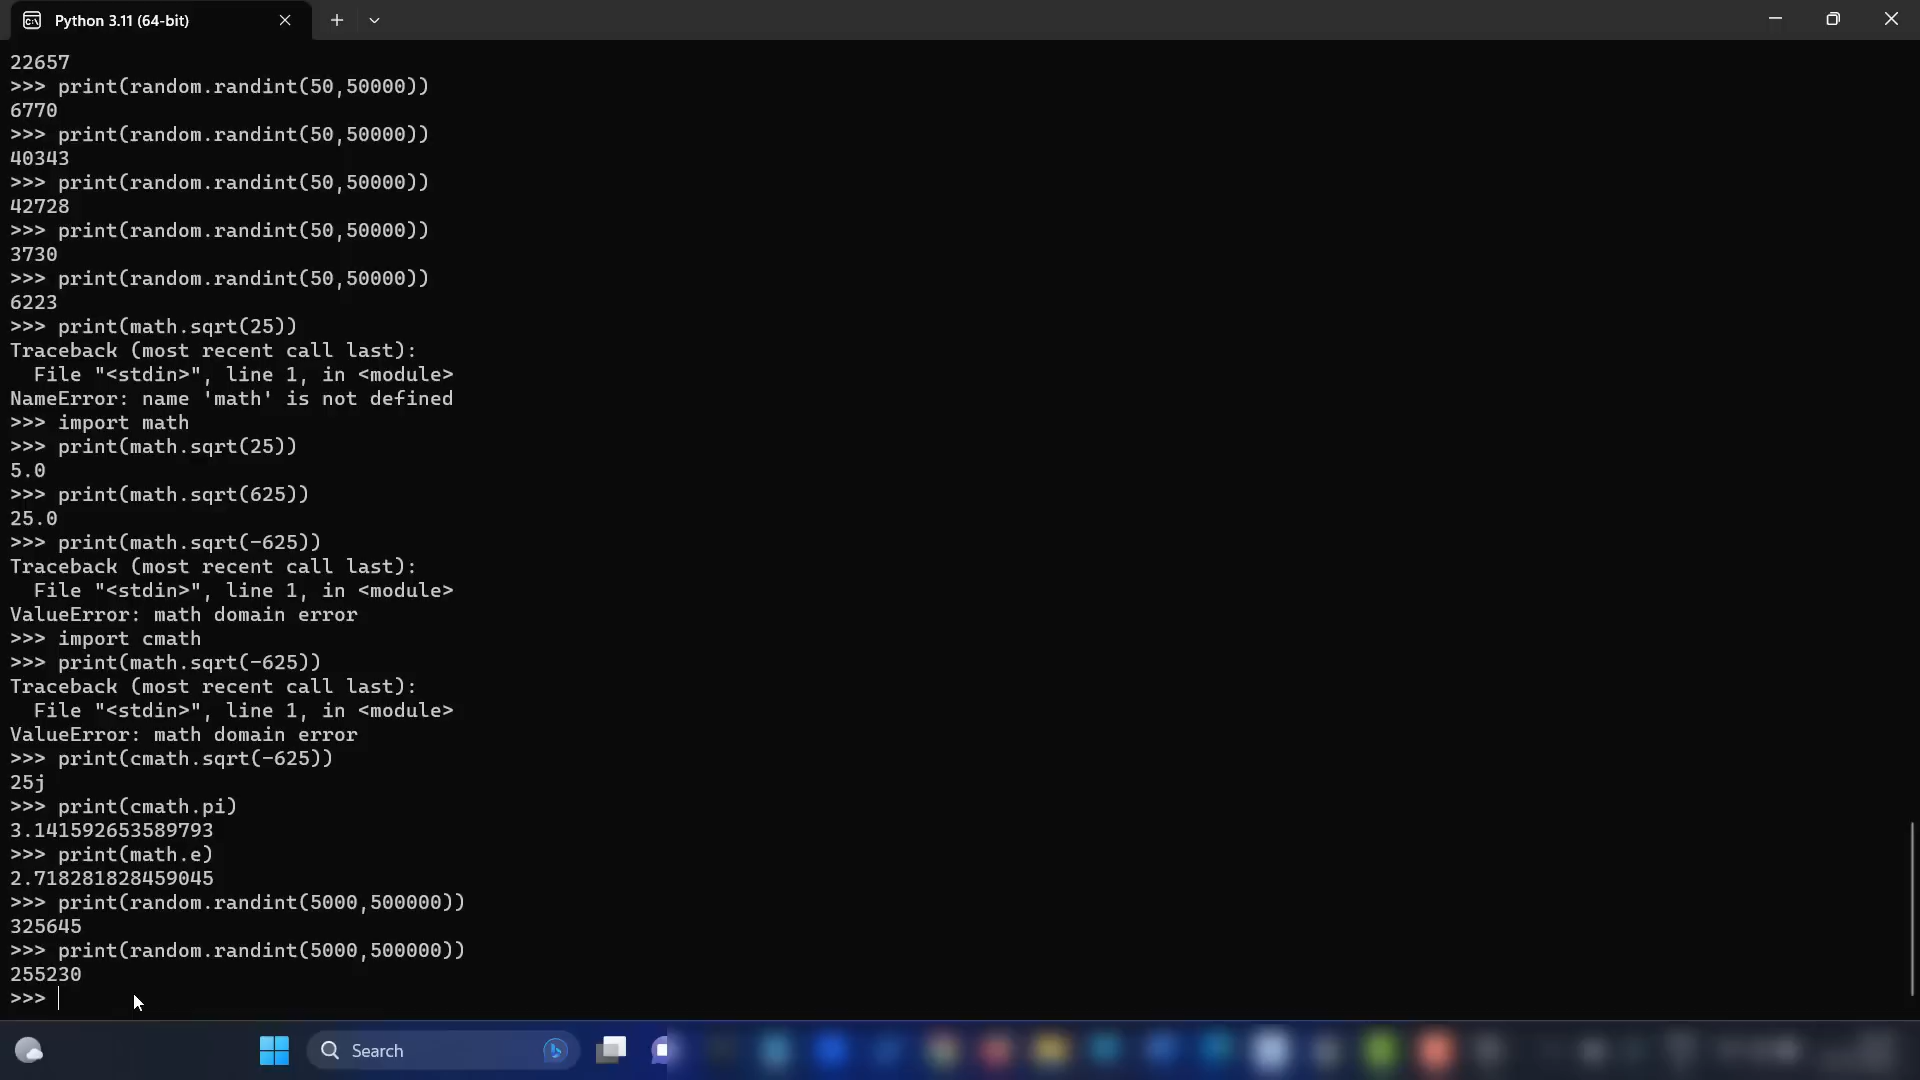 Python 3.11 (64-bit)
22657
>>> print(random.randint(50,50000))
6770
>>> print(random.randint(50,50000))
40343
>>> print(random.randint(50,50000))
42728
>>> print(random.randint(50,50000))
3730
>>> print(random.randint(50,50000))
6223
>>> print(math.sqrt(25))
Traceback (most recent call last):
  File "<stdin>", line 1, in <module>
NameError: name 'math' is not defined
>>> import math
>>> print(math.sqrt(25))
5.0
>>> print(math.sqrt(625))
25.0
>>> print(math.sqrt(-625))
Traceback (most recent call last):
  File "<stdin>", line 1, in <module>
ValueError: math domain error
>>> import cmath
>>> print(math.sqrt(-625))
Traceback (most recent call last):
  File "<stdin>", line 1, in <module>
ValueError: math domain error
>>> print(cmath.sqrt(-625))
25j
>>> print(cmath.pi)
3.141592653589793
>>> print(math.e)
2.718281828459045
>>> print(random.randint(5000,500000))
325645
>>> print(random.randint(5000,500000))
255230
>>>
Search